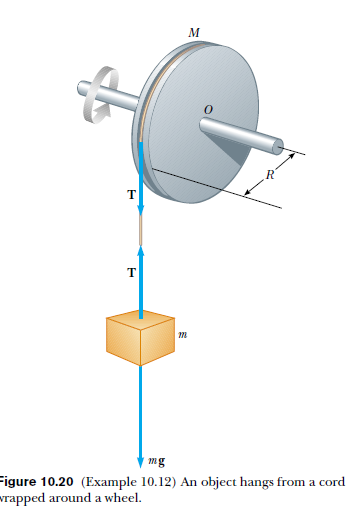 M
O
R
T
T
m
mg
Figure 10.20 (Example 10.12) An object hangs from a cord
wrapped around a wheel.